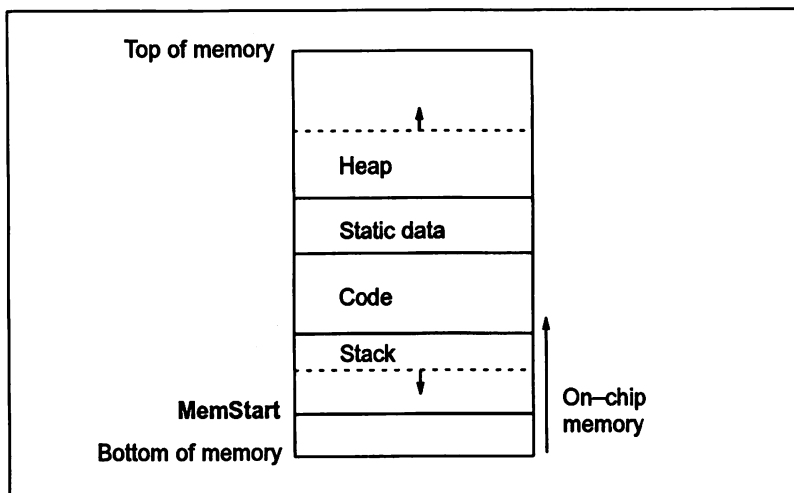 Top of memory
Heap
Static data
Code
Stack
MemStart
On–chip
memory
Bottom of memory